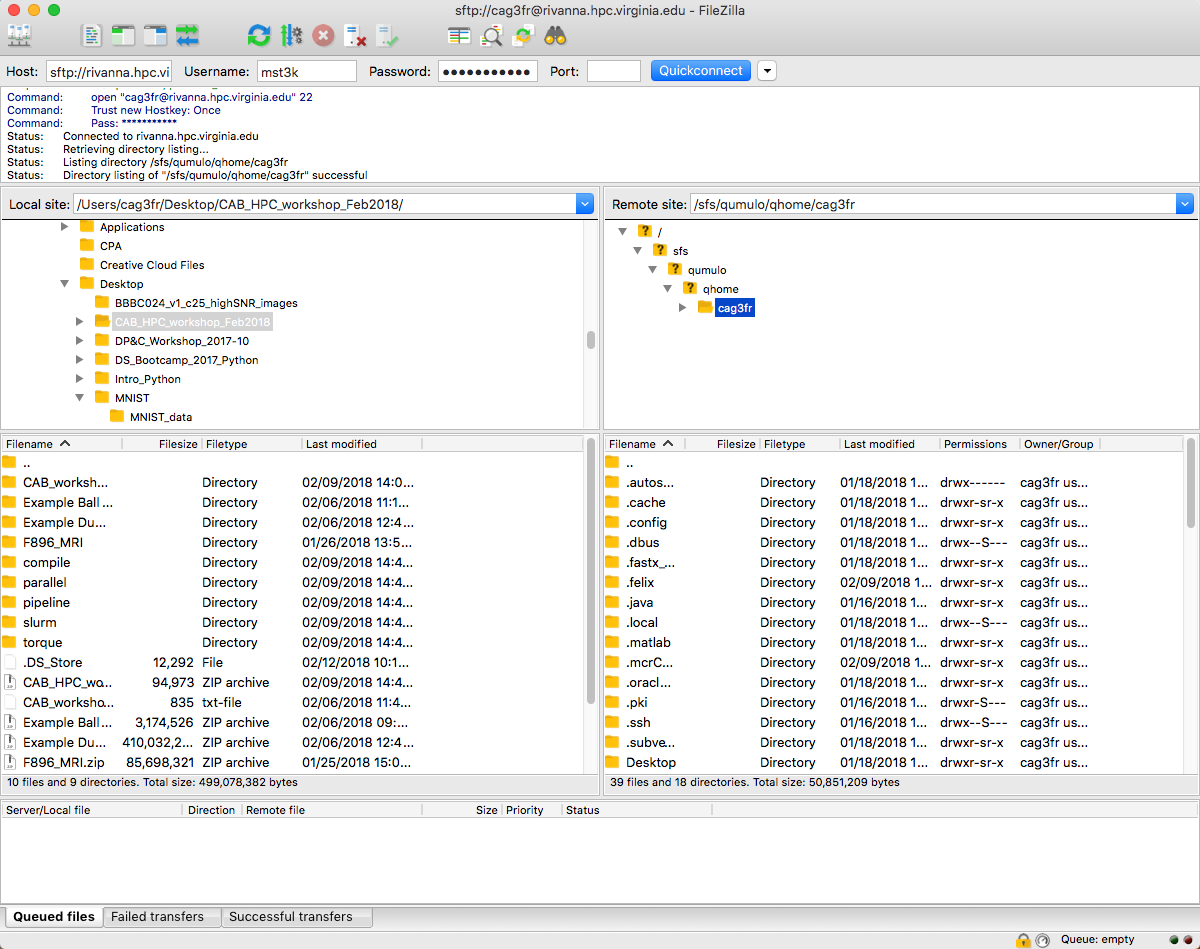 sftp://cag3fr@rivanna.hpc.virginia.edu - FileZilla
Host: sftp://rivanna.hpc.vi Username: mst3k Password: ●●●●●●●●●●● Port: Quickconnect
Command: open "cag3fr@rivanna.hpc.virginia.edu" 22
Command: Trust new Hostkey: Once
Command: Pass: ***********
Status: Connected to rivanna.hpc.virginia.edu
Status: Retrieving directory listing...
Status: Listing directory /sfs/qumulo/qhome/cag3fr
Status: Directory listing of "/sfs/qumulo/qhome/cag3fr" successful
Local site: /Users/cag3fr/Desktop/CAB_HPC_workshop_Feb2018/
Applications
CPA
Creative Cloud Files
Desktop
BBBC024_v1_c25_highSNR_images
CAB_HPC_workshop_Feb2018
DP&C_Workshop_2017-10
DS_Bootcamp_2017_Python
Intro_Python
MNIST
MNIST_data
Remote site: /sfs/qumulo/qhome/cag3fr
/
sfs
qumulo
qhome
cag3fr
Filename Filesize Filetype Last modified
..
CAB_worksh... Directory 02/09/2018 14:0...
Example Ball ... Directory 02/06/2018 11:1...
Example Du... Directory 02/06/2018 12:4...
F896_MRI Directory 01/26/2018 13:5...
compile Directory 02/09/2018 14:4...
parallel Directory 02/09/2018 14:4...
pipeline Directory 02/09/2018 14:4...
slurm Directory 02/09/2018 14:4...
torque Directory 02/09/2018 14:4...
.DS_Store 12,292 File 02/12/2018 10:1...
CAB_HPC_wo... 94,973 ZIP archive 02/09/2018 14:4...
CAB_worksho... 835 txt-file 02/06/2018 11:4...
Example Ball ... 3,174,526 ZIP archive 02/06/2018 09:...
Example Du... 410,032,2... ZIP archive 02/06/2018 12:4...
F896_MRI.zip 85,698,321 ZIP archive 01/25/2018 15:0...
10 files and 9 directories. Total size: 499,078,382 bytes
Filename Filesize Filetype Last modified Permissions Owner/Group
..
.autos... Directory 01/18/2018 1... drwx------ cag3fr us...
.cache Directory 01/18/2018 1... drwxr-sr-x cag3fr us...
.config Directory 01/18/2018 1... drwxr-sr-x cag3fr us...
.dbus Directory 01/18/2018 1... drwx--S--- cag3fr us...
.fastx_... Directory 01/18/2018 1... drwxr-sr-x cag3fr us...
.felix Directory 02/09/2018 1... drwxr-sr-x cag3fr us...
.java Directory 01/16/2018 1... drwxr-sr-x cag3fr us...
.local Directory 01/18/2018 1... drwx--S--- cag3fr us...
.matlab Directory 01/18/2018 1... drwxr-sr-x cag3fr us...
.mcrC... Directory 02/09/2018 1... drwxr-sr-x cag3fr us...
.oracl... Directory 01/18/2018 1... drwxr-sr-x cag3fr us...
.pki Directory 01/16/2018 1... drwxr-S--- cag3fr us...
.ssh Directory 01/16/2018 1... drwx--S--- cag3fr us...
.subve... Directory 01/18/2018 1... drwxr-sr-x cag3fr us...
Desktop Directory 01/18/2018 1... drwxr-sr-x cag3fr us...
39 files and 18 directories. Total size: 50,851,209 bytes
Server/Local file Direction Remote file Size Priority Status
Queued files Failed transfers Successful transfers
Queue: empty